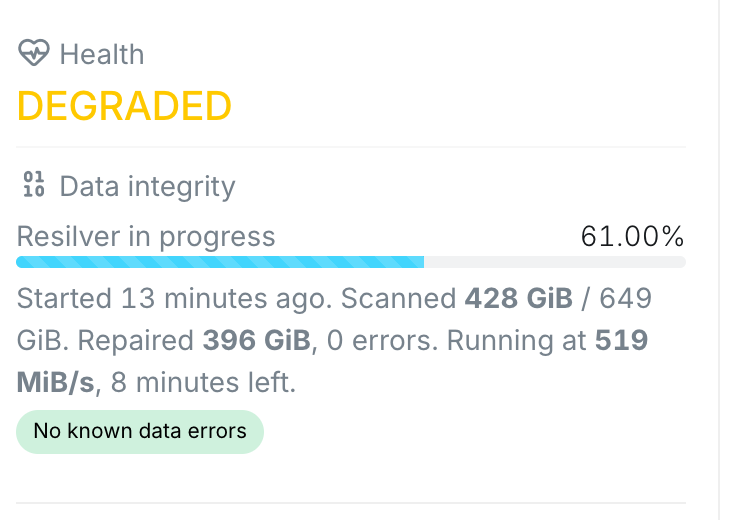 Health
DEGRADED
Data integrity
Resilver in progress 61.00%
Started 13 minutes ago. Scanned 428 GiB / 649
GiB. Repaired 396 GiB, 0 errors. Running at 519
MiB/s, 8 minutes left.
No known data errors